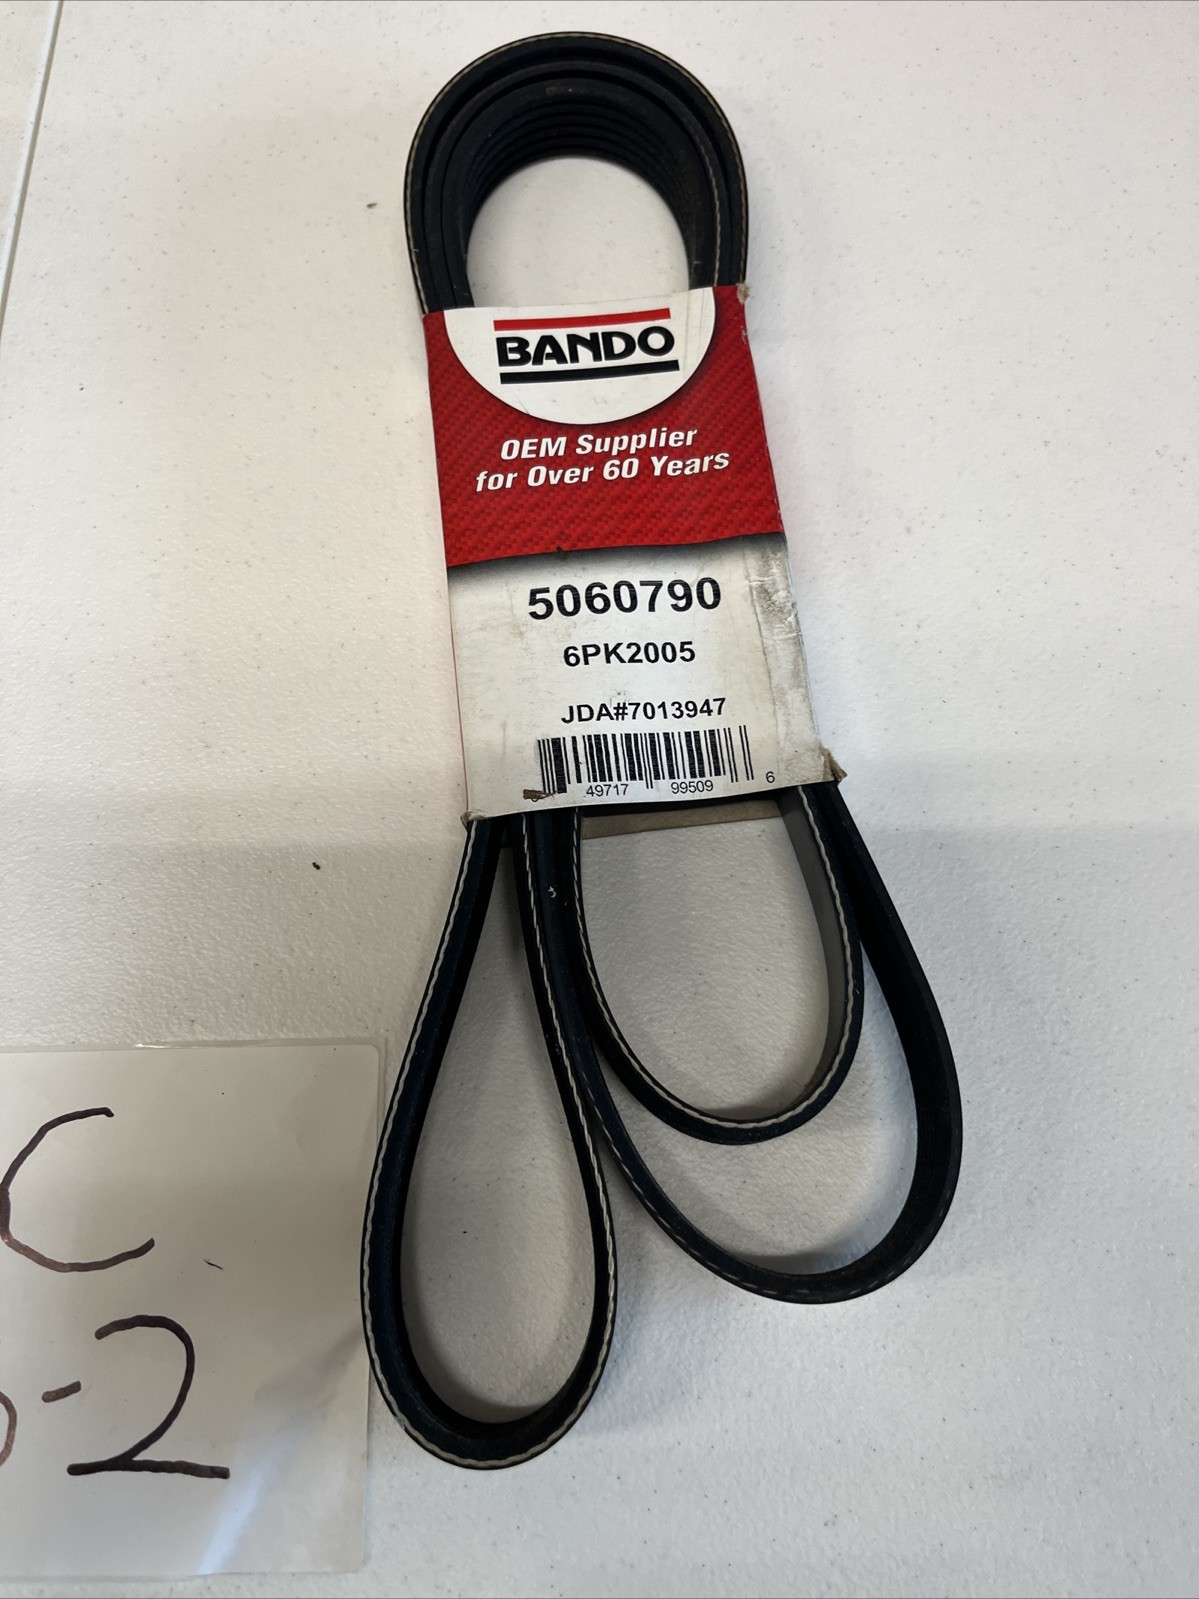 BANDO
OEM Supplier
for Over 60 Years
5060790
6PK2005
JDA#7013947
49717 99509 6
C
-2